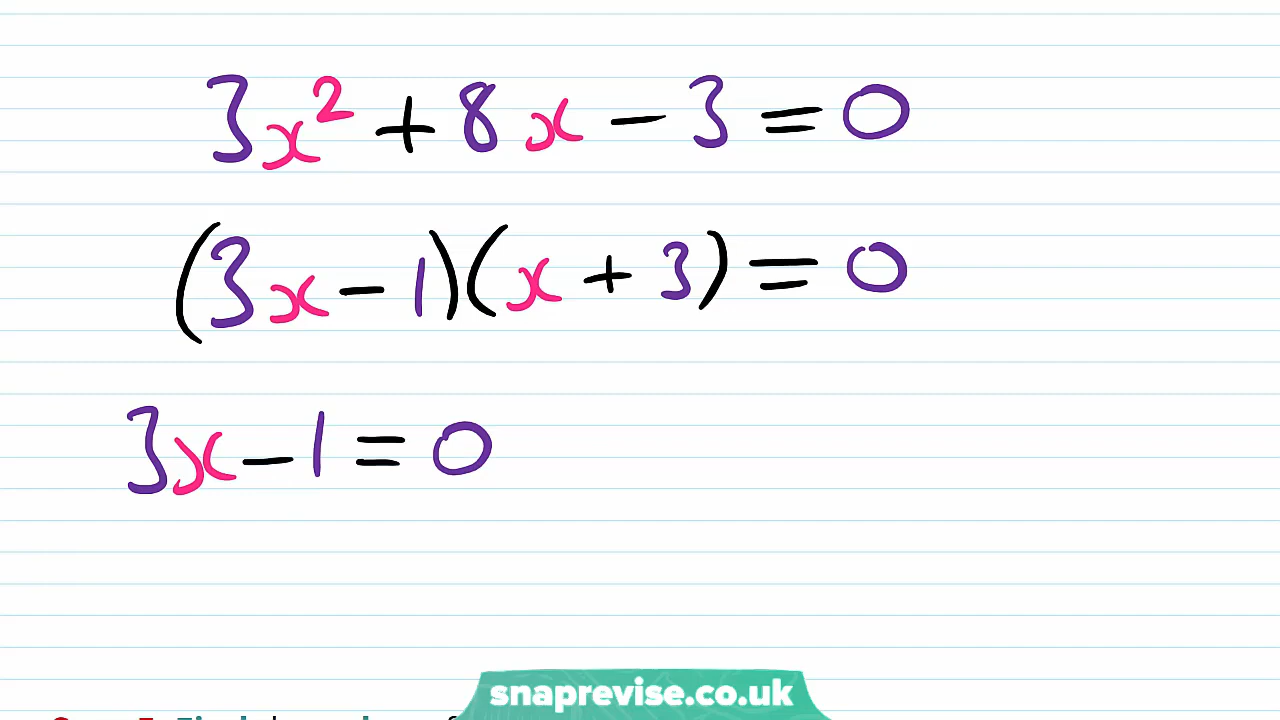 3x² + 8x − 3 = 0
(3x − 1)(x + 3) = 0
3x − 1 = 0
snaprevise.co.uk